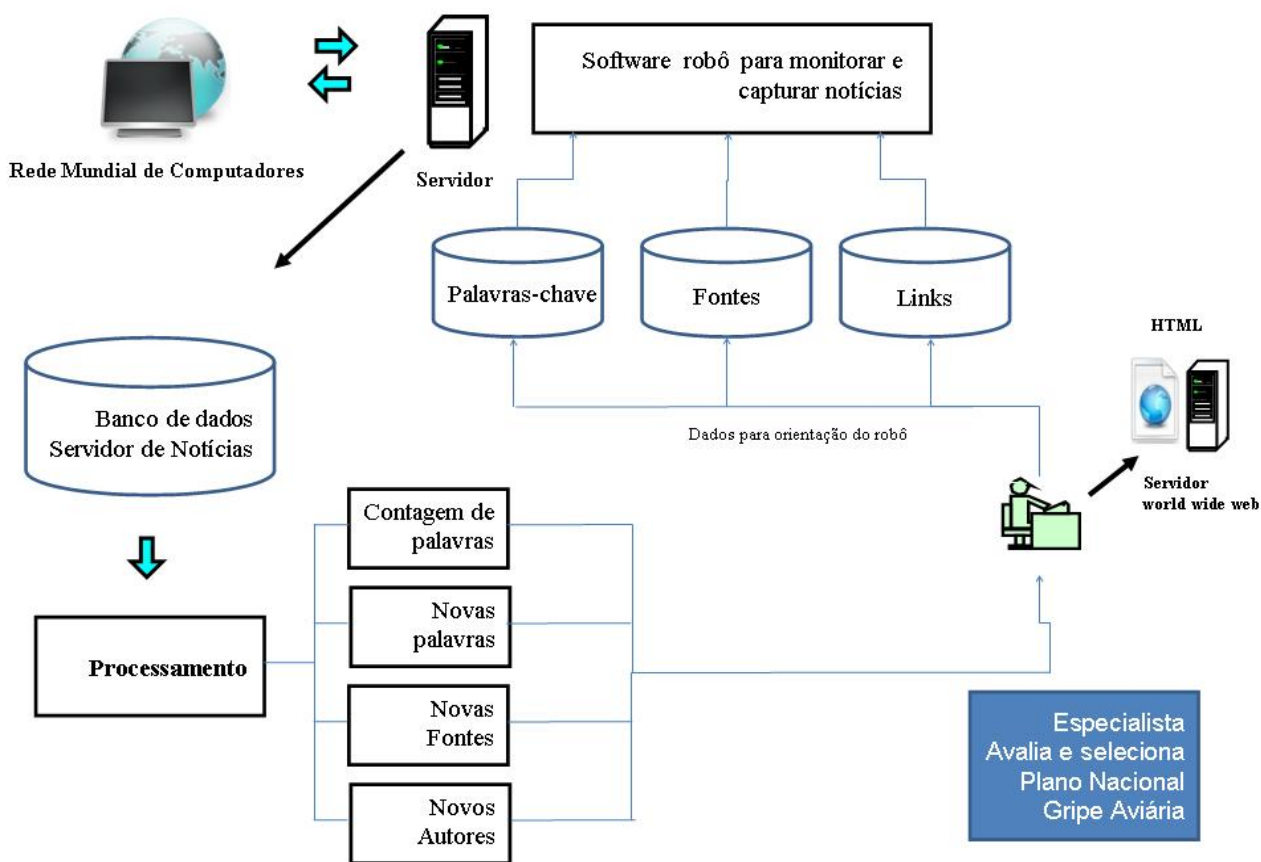 Software robô para monitorar e
capturar notícias
Rede Mundial de Computadores
Servidor
Palavras-chave
Fontes
Links
HTML
Banco de dados
Servidor de Notícias
Dados para orientação do robô
Servidor
world wide web
Contagem de
palavras
Novas
palavras
Processamento
Novas
Fontes
Novos
Autores
Especialista
Avalia e seleciona
Plano Nacional
Gripe Aviária